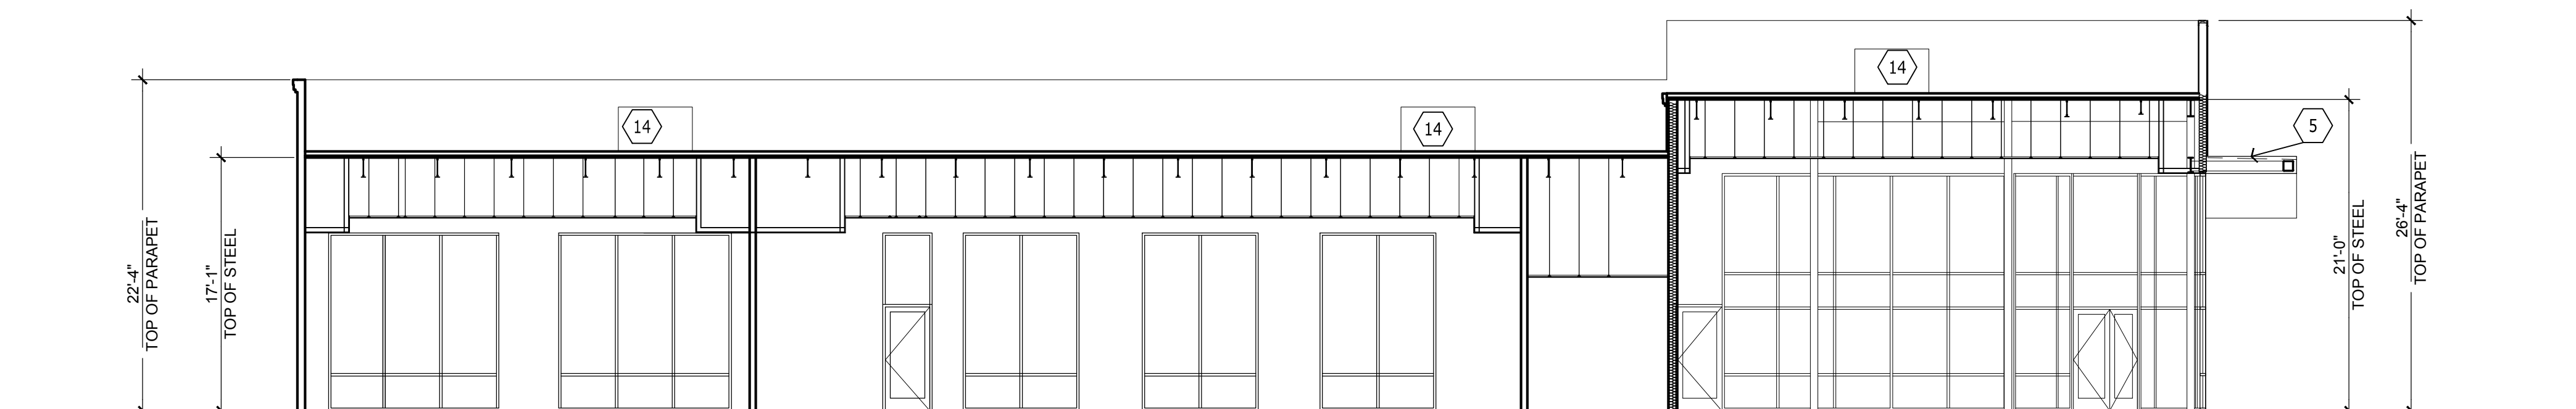 22'-4"
TOP OF PARAPET
17'-1"
TOP OF STEEL
14
14
14
5
21'-0"
TOP OF STEEL
26'-4"
TOP OF PARAPET